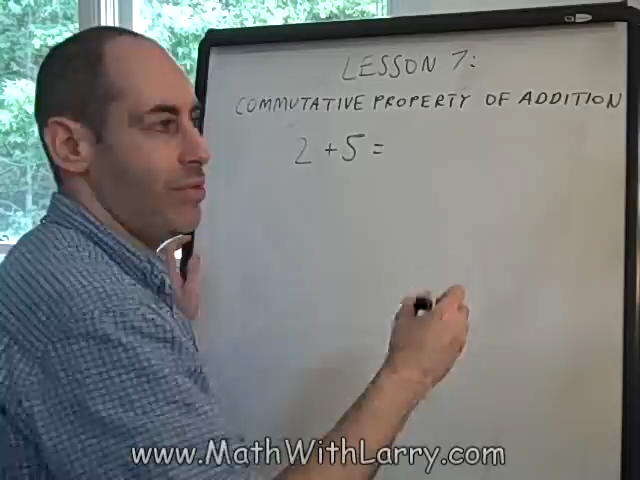 LESSON 7:
COMMUTATIVE PROPERTY OF ADDITION
2 + 5 =
www.MathWithLarry.com